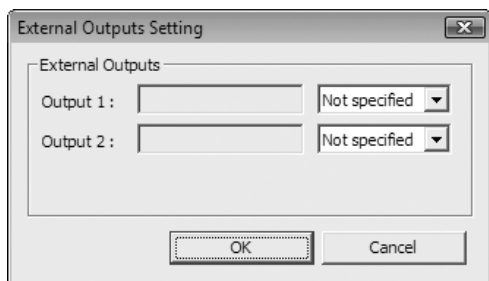 External Outputs Setting
External Outputs
Output 1 : Not specified
Output 2 : Not specified
OK Cancel